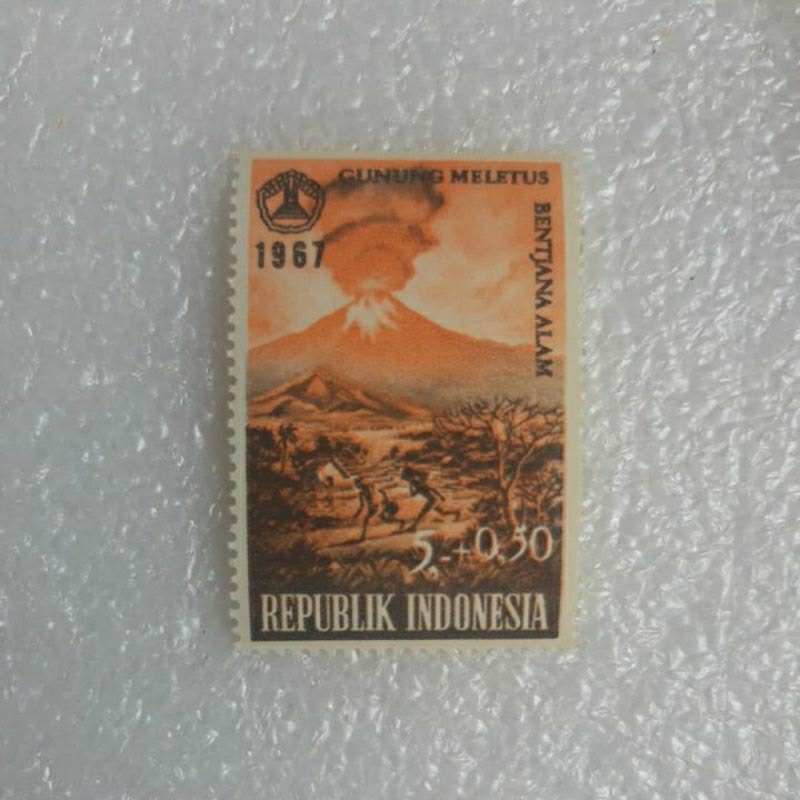 GUNUNG MELETUS
BENTJANA ALAM
1967
5,-+0,50
REPUBLIK INDONESIA